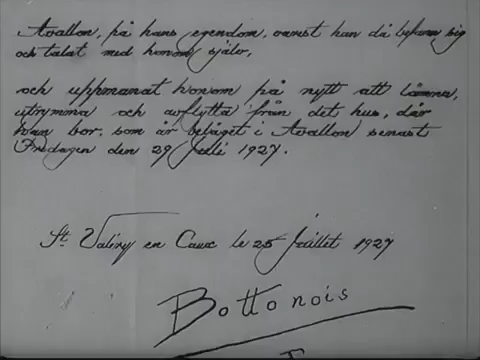 Avallon, på hans egendom, varest han då befann sig
och talat med honom själv,
och uppmanat honom på nytt att lämna,
utrymma och avflytta från det hus, där
han bor, som är beläget i Avallon senast
Fredagen den 29 Juli 1927.
St. Valéry en Caux le 25 Juillet 1927
Bottonois